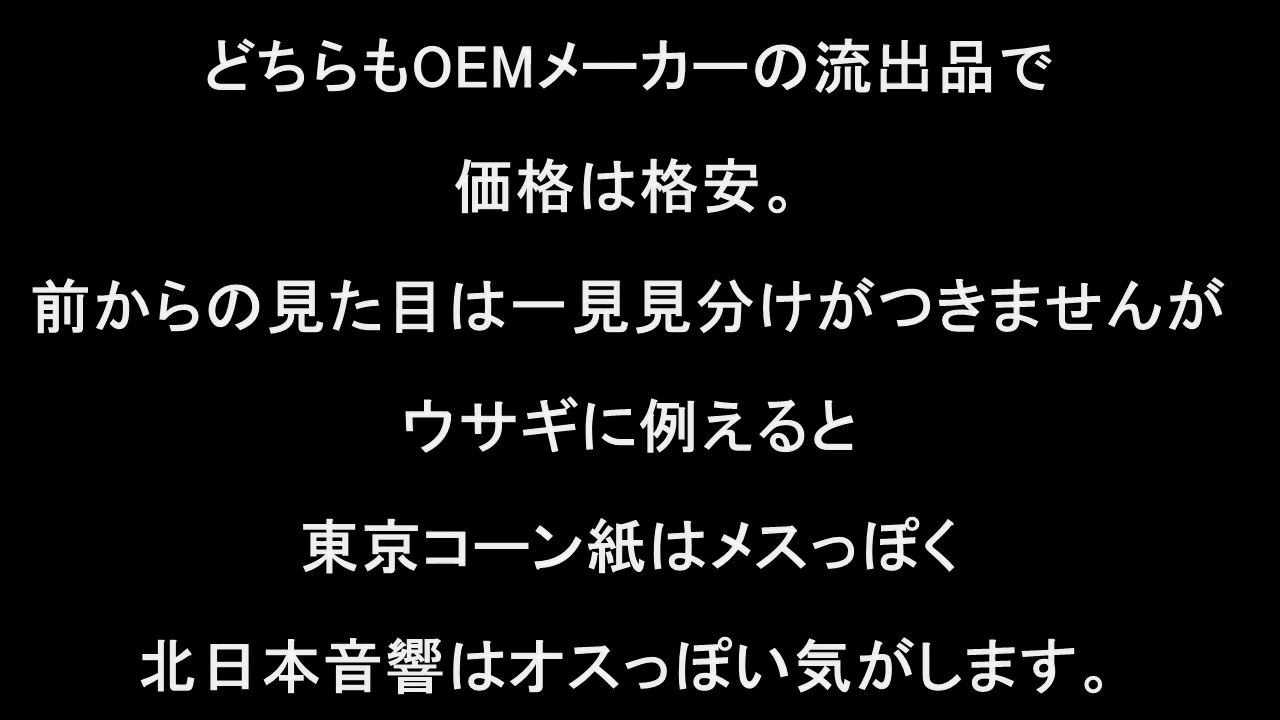 どちらもOEMメーカーの流出品で
価格は格安。
前からの見た目は一見見分けがつきませんが
ウサギに例えると
東京コーン紙はメスっぽく
北日本音響はオスっぽい気がします。